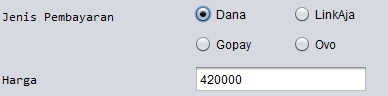 Jenis Pembayaran Dana LinkAja
Gopay Ovo
Harga 420000